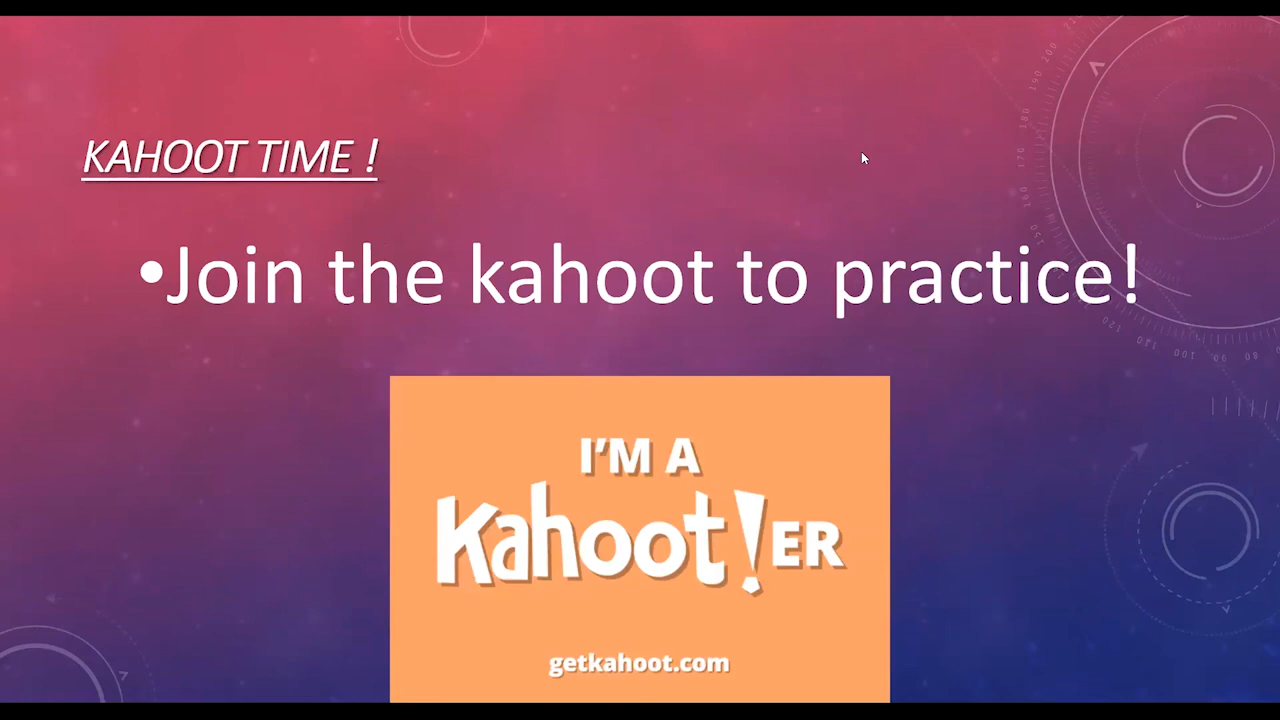 KAHOOT TIME !
•Join the kahoot to practice!
I'M A
Kahoot!ER
getkahoot.com